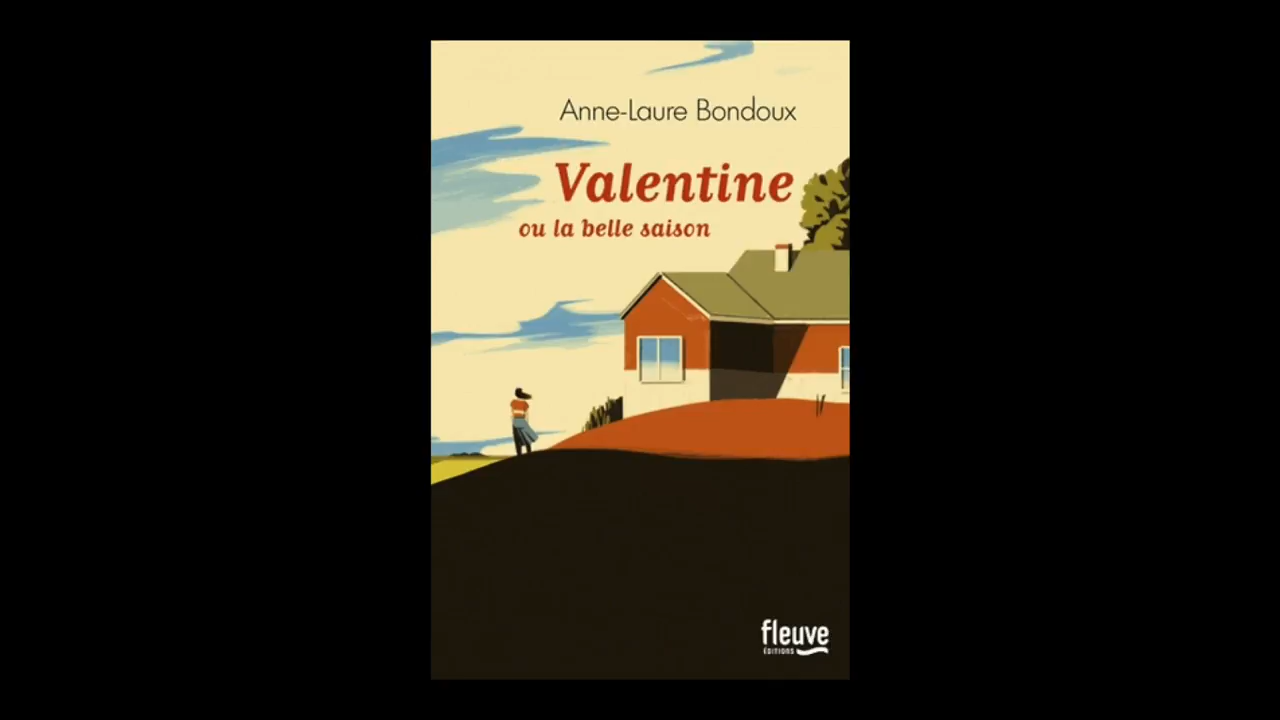 Anne-Laure Bondoux
Valentine
ou la belle saison
fleuve
ÉDITIONS